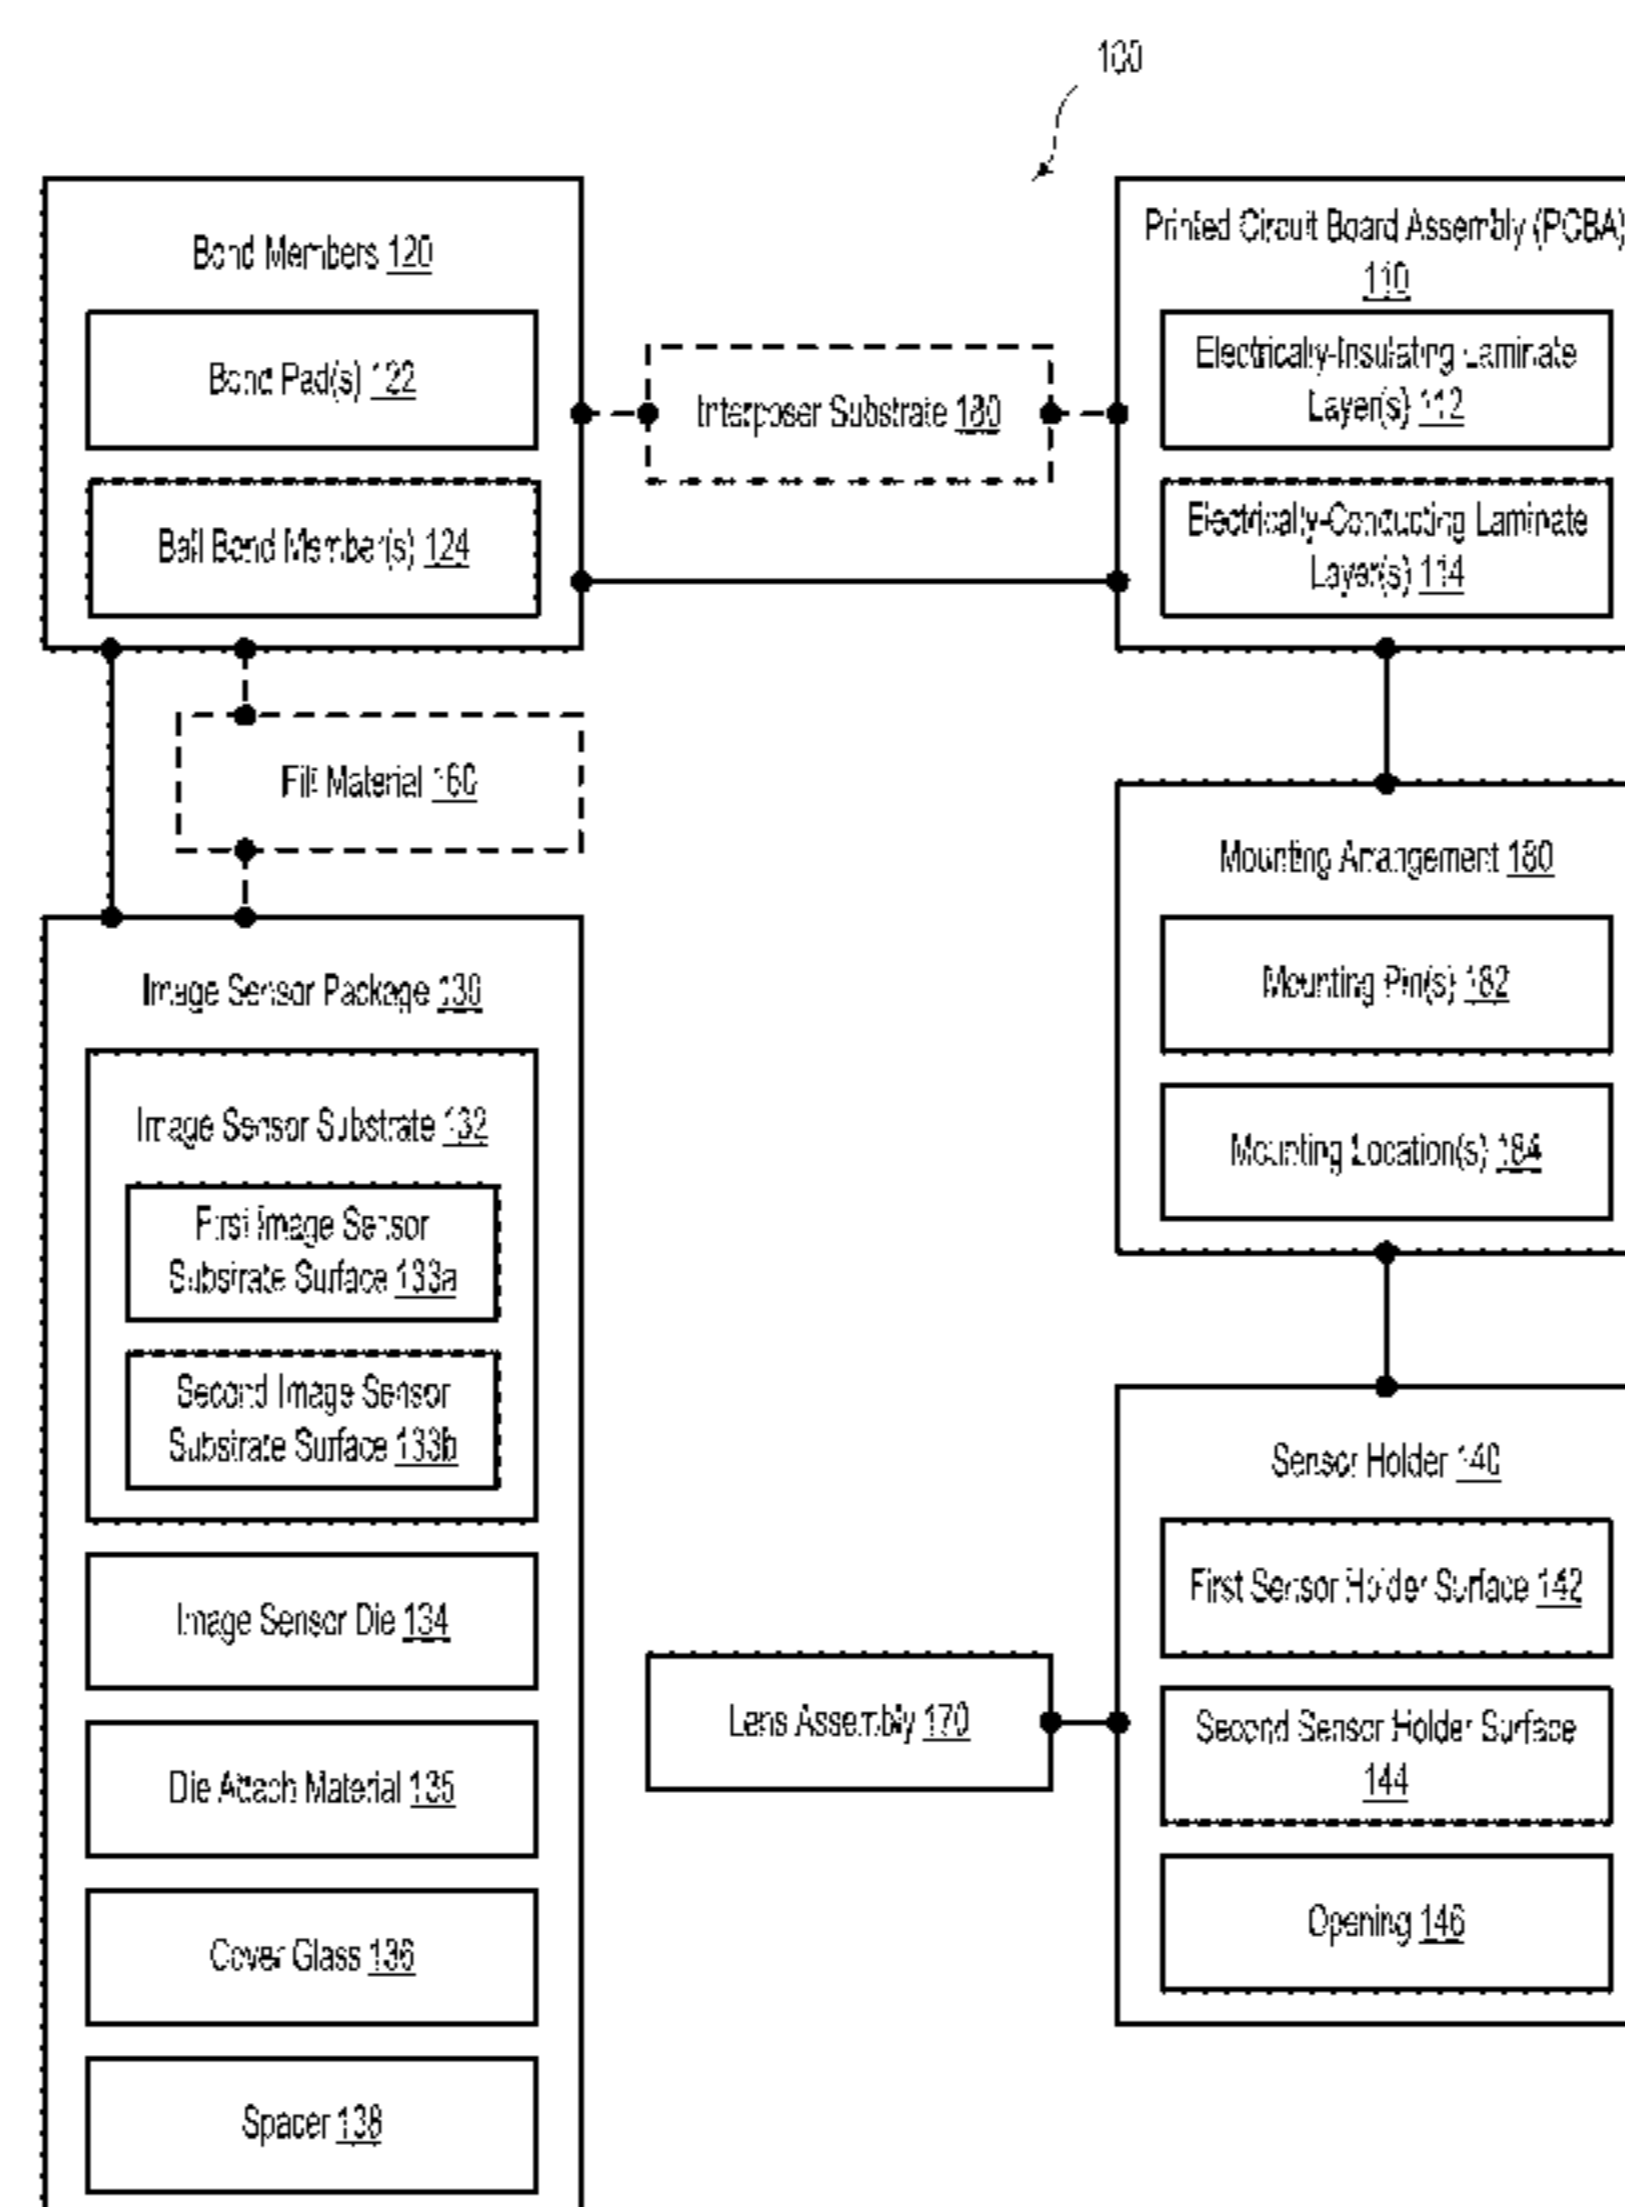 100
Bond Members 120
Bond Pad(s) 122
Ball Bond Member(s) 124
Interposer Substrate
Printed Circuit Board Assembly (PCBA)
110
Electrically-Insulating Laminate
Layer(s) 112
Electrically-Conducting Laminate
Layer(s) 114
Fill Material 160
Mounting Arrangement 180
Mounting Pin(s) 182
Mounting Location(s) 184
Image Sensor Package 130
Image Sensor Substrate 132
First Image Sensor
Substrate Surface 133a
Second Image Sensor
Substrate Surface 133b
Image Sensor Die 134
Die Attach Material 135
Cover Glass 136
Spacer 138
Lens Assembly 170
Sensor Holder 140
First Sensor Holder Surface 142
Second Sensor Holder Surface
144
Opening 146